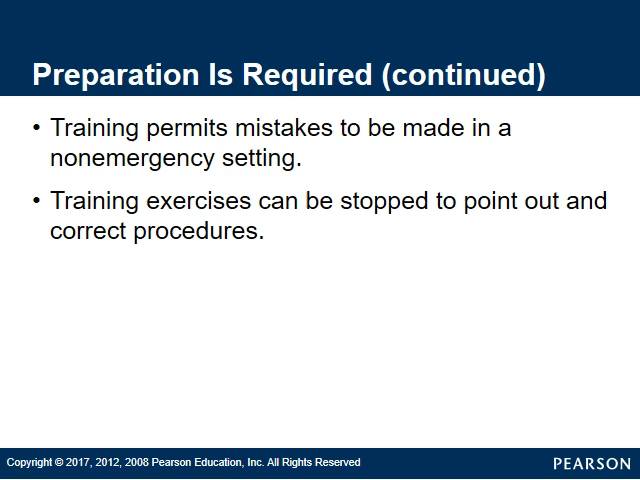 Preparation Is Required (continued)
• Training permits mistakes to be made in a
nonemergency setting.
• Training exercises can be stopped to point out and
correct procedures.
Copyright © 2017, 2012, 2008 Pearson Education, Inc. All Rights Reserved
PEARSON